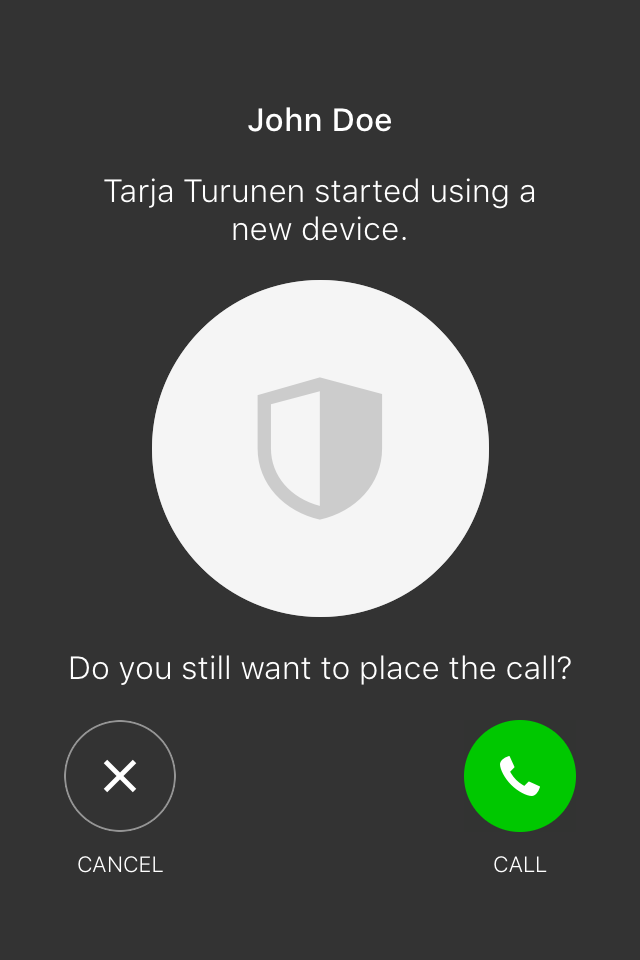 John Doe
Tarja Turunen started using a
new device.
Do you still want to place the call?
CANCEL
CALL